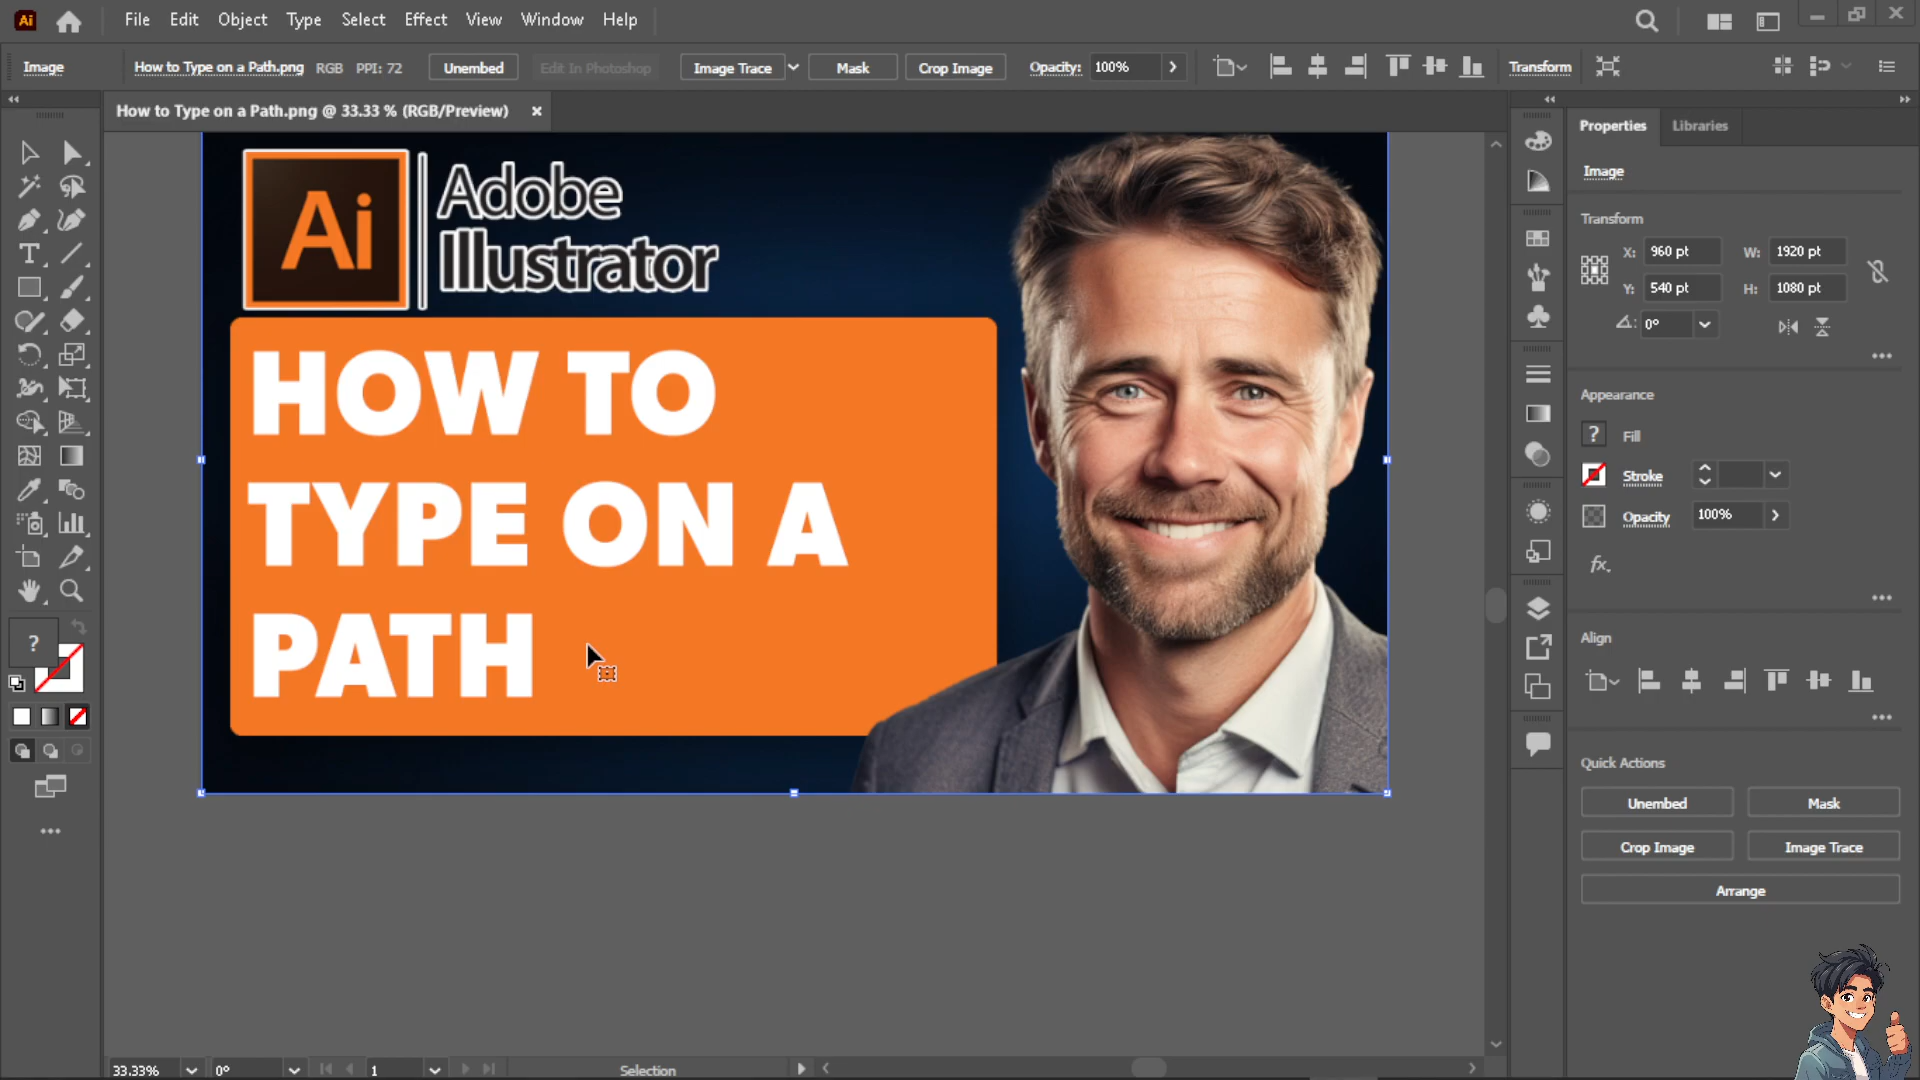 Ai File Edit Object Type Select Effect View Window Help
Image How to Type on a Path.png RGB PPI: 72 Unembed Edit In Photoshop Image Trace Mask Crop Image Opacity: 100% Transform
How to Type on a Path.png @ 33.33 % (RGB/Preview) ×
Properties Libraries
Image
Transform
X: 960 pt W: 1920 pt
Y: 540 pt H: 1080 pt
0°
Appearance
? Fill
Stroke
Opacity 100%
fx.
Align
Quick Actions
Unembed Mask
Crop Image Image Trace
Arrange
T
?
Ai Adobe
Illustrator
HOW TO
TYPE ON A
PATH
33.33% 0° 1 Selection